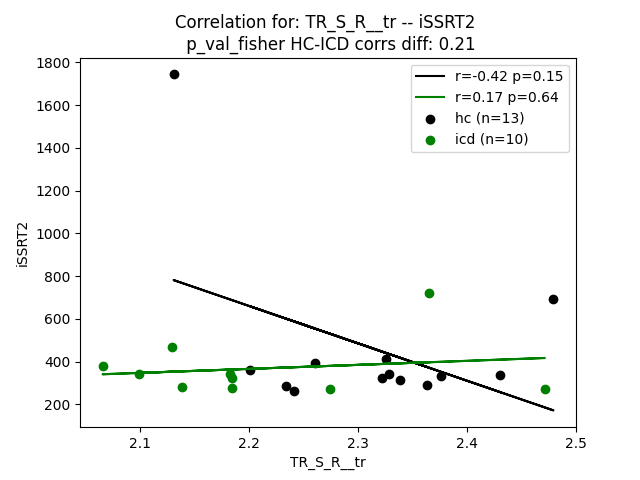 Correlation for: TR_S_R__tr -- iSSRT2
p_val_fisher HC-ICD corrs diff: 0.21
r=-0.42 p=0.15
r=0.17 p=0.64
hc (n=13)
icd (n=10)
1800
1600
1400
1200
1000
800
600
400
200
iSSRT2
2.1
2.2
2.3
2.4
2.5
TR_S_R__tr